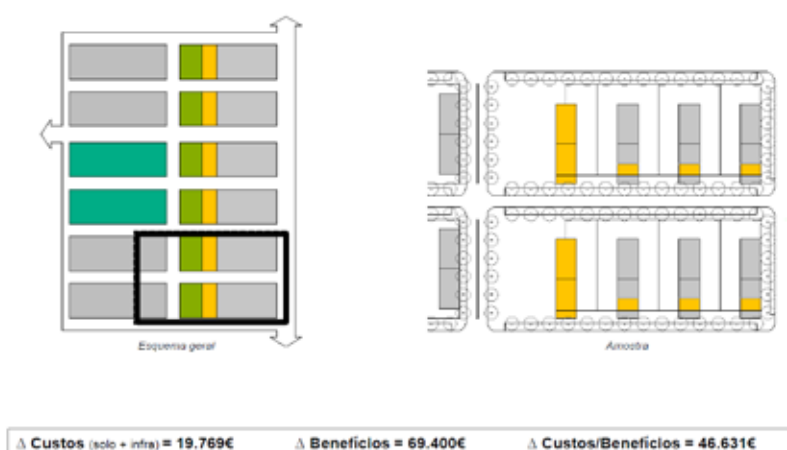 Esquema geral
Amostra
Δ Custos (solo + infra) = 19.769€ Δ Benefícios = 69.400€ Δ Custos/Benefícios = 46.631€